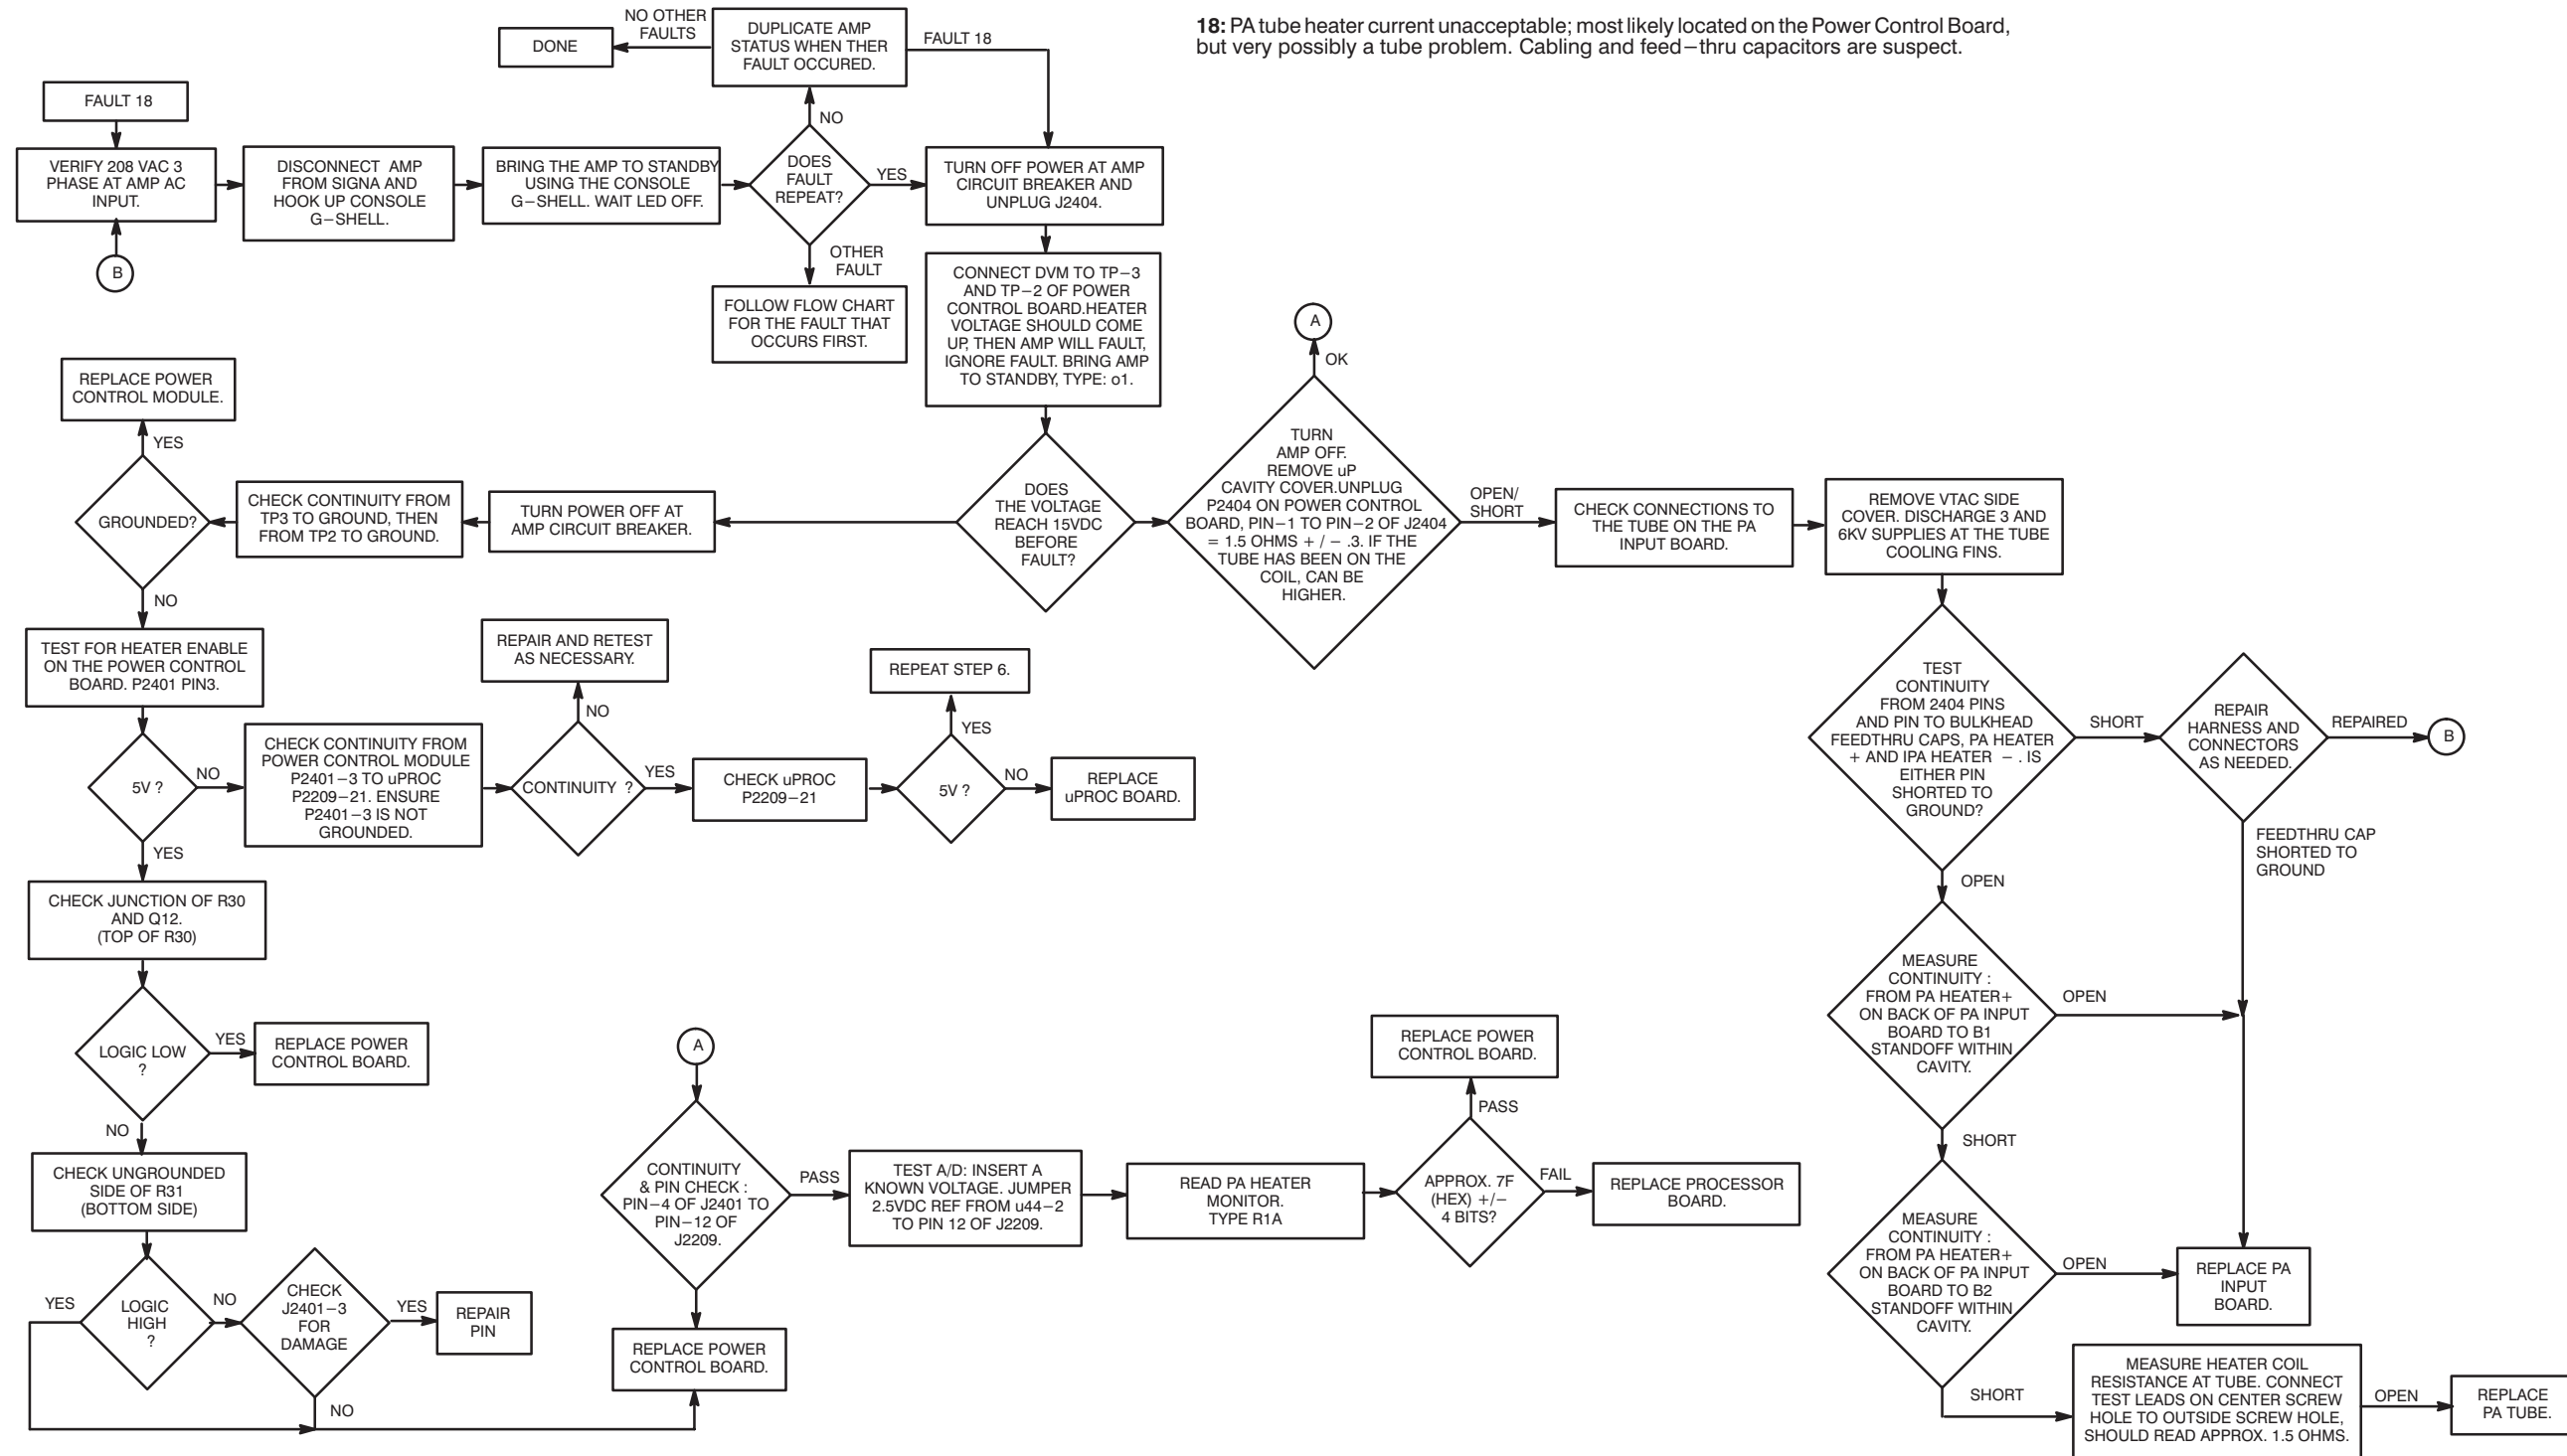 18: PA tube heater current unacceptable; most likely located on the Power Control Board,
but very possibly a tube problem. Cabling and feed-thru capacitors are suspect.
FAULT 18
VERIFY 208 VAC 3
PHASE AT AMP AC
INPUT.
B
DISCONNECT AMP
FROM SIGNA AND
HOOK UP CONSOLE
G-SHELL.
BRING THE AMP TO STANDBY
USING THE CONSOLE
G-SHELL. WAIT LED OFF.
DOES
FAULT
REPEAT?
NO
DUPLICATE AMP
STATUS WHEN THER
FAULT OCCURED.
NO OTHER
FAULTS
DONE
FAULT 18
YES
OTHER
FAULT
FOLLOW FLOW CHART
FOR THE FAULT THAT
OCCURS FIRST.
TURN OFF POWER AT AMP
CIRCUIT BREAKER AND
UNPLUG J2404.
CONNECT DVM TO TP-3
AND TP-2 OF POWER
CONTROL BOARD.HEATER
VOLTAGE SHOULD COME
UP, THEN AMP WILL FAULT,
IGNORE FAULT. BRING AMP
TO STANDBY, TYPE: o1.
DOES
THE VOLTAGE
REACH 15VDC
BEFORE
FAULT?
TURN POWER OFF AT
AMP CIRCUIT BREAKER.
CHECK CONTINUITY FROM
TP3 TO GROUND, THEN
FROM TP2 TO GROUND.
GROUNDED?
YES
REPLACE POWER
CONTROL MODULE.
NO
TEST FOR HEATER ENABLE
ON THE POWER CONTROL
BOARD. P2401 PIN3.
5V ?
NO
CHECK CONTINUITY FROM
POWER CONTROL MODULE
P2401-3 TO uPROC
P2209-21. ENSURE
P2401-3 IS NOT
GROUNDED.
CONTINUITY ?
NO
REPAIR AND RETEST
AS NECESSARY.
YES
CHECK uPROC
P2209-21
5V ?
YES
REPEAT STEP 6.
NO
REPLACE
uPROC BOARD.
YES
CHECK JUNCTION OF R30
AND Q12.
(TOP OF R30)
LOGIC LOW
?
YES
REPLACE POWER
CONTROL BOARD.
NO
CHECK UNGROUNDED
SIDE OF R31
(BOTTOM SIDE)
LOGIC
HIGH
?
YES
NO
CHECK
J2401-3
FOR
DAMAGE
YES
REPAIR
PIN
NO
A
OK
TURN
AMP OFF.
REMOVE uP
CAVITY COVER.UNPLUG
P2404 ON POWER CONTROL
BOARD, PIN-1 TO PIN-2 OF J2404
= 1.5 OHMS + / - .3. IF THE
TUBE HAS BEEN ON THE
COIL, CAN BE
HIGHER.
OPEN/
SHORT
CHECK CONNECTIONS TO
THE TUBE ON THE PA
INPUT BOARD.
REMOVE VTAC SIDE
COVER. DISCHARGE 3 AND
6KV SUPPLIES AT THE TUBE
COOLING FINS.
TEST
CONTINUITY
FROM 2404 PINS
AND PIN TO BULKHEAD
FEEDTHRU CAPS, PA HEATER
+ AND IPA HEATER - . IS
EITHER PIN
SHORTED TO
GROUND?
SHORT
REPAIR
HARNESS AND
CONNECTORS
AS NEEDED.
REPAIRED
B
FEEDTHRU CAP
SHORTED TO
GROUND
OPEN
MEASURE
CONTINUITY :
FROM PA HEATER+
ON BACK OF PA INPUT
BOARD TO B1
STANDOFF WITHIN
CAVITY.
OPEN
SHORT
MEASURE
CONTINUITY :
FROM PA HEATER+
ON BACK OF PA INPUT
BOARD TO B2
STANDOFF WITHIN
CAVITY.
OPEN
REPLACE PA
INPUT
BOARD.
SHORT
MEASURE HEATER COIL
RESISTANCE AT TUBE. CONNECT
TEST LEADS ON CENTER SCREW
HOLE TO OUTSIDE SCREW HOLE,
SHOULD READ APPROX. 1.5 OHMS.
OPEN
REPLACE
PA TUBE.
A
CONTINUITY
& PIN CHECK :
PIN-4 OF J2401 TO
PIN-12 OF
J2209.
PASS
TEST A/D: INSERT A
KNOWN VOLTAGE. JUMPER
2.5VDC REF FROM u44-2
TO PIN 12 OF J2209.
READ PA HEATER
MONITOR.
TYPE R1A
APPROX. 7F
(HEX) +/-
4 BITS?
PASS
REPLACE POWER
CONTROL BOARD.
FAIL
REPLACE PROCESSOR
BOARD.
REPLACE POWER
CONTROL BOARD.